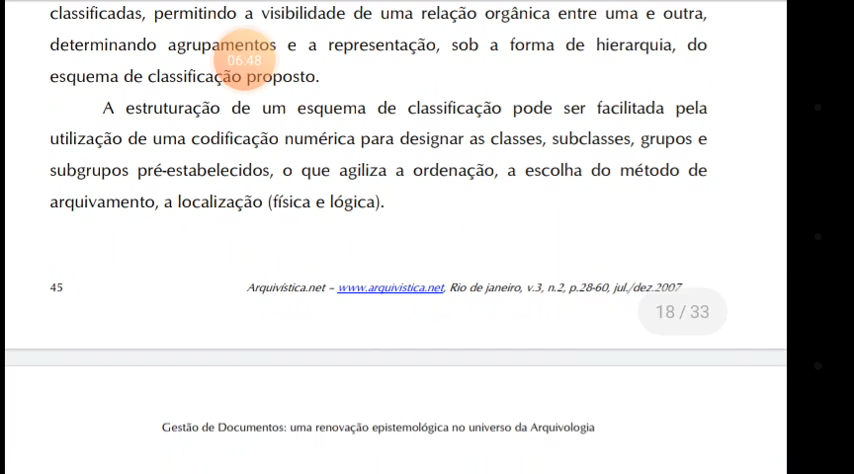 classificadas, permitindo a visibilidade de uma relação orgânica entre uma e outra,
determinando agrupamentos e a representação, sob a forma de hierarquia, do
06:48
esquema de classificação proposto.
A estruturação de um esquema de classificação pode ser facilitada pela
utilização de uma codificação numérica para designar as classes, subclasses, grupos e
subgrupos pré-estabelecidos, o que agiliza a ordenação, a escolha do método de
arquivamento, a localização (física e lógica).
45 Arquivística.net – www.arquivistica.net, Rio de janeiro, v.3, n.2, p.28-60, jul./dez.2007
18 / 33
Gestão de Documentos: uma renovação epistemológica no universo da Arquivologia